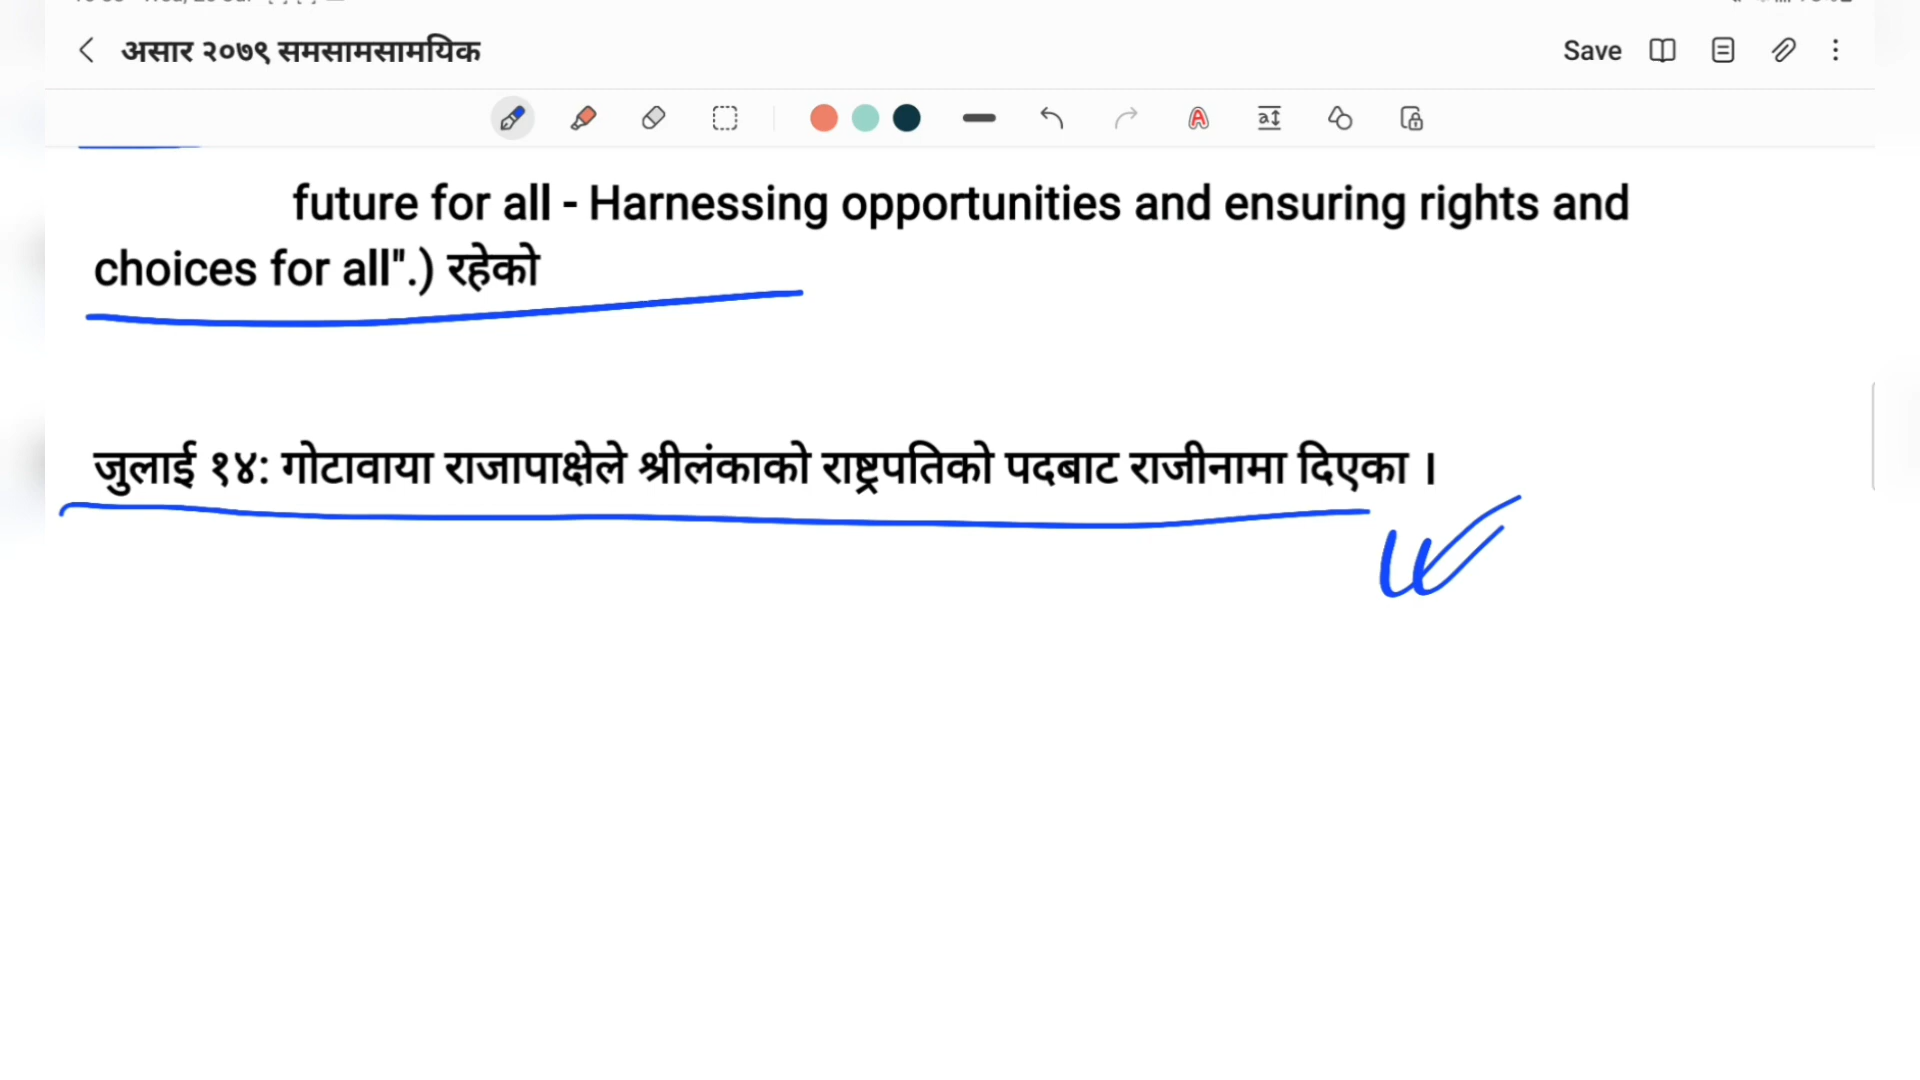 असार २०७९ समसामसामयिक
Save
future for all - Harnessing opportunities and ensuring rights and
choices for all".) रहेको
जुलाई १४: गोटावाया राजापाक्षेले श्रीलंकाको राष्ट्रपतिको पदबाट राजीनामा दिएका ।